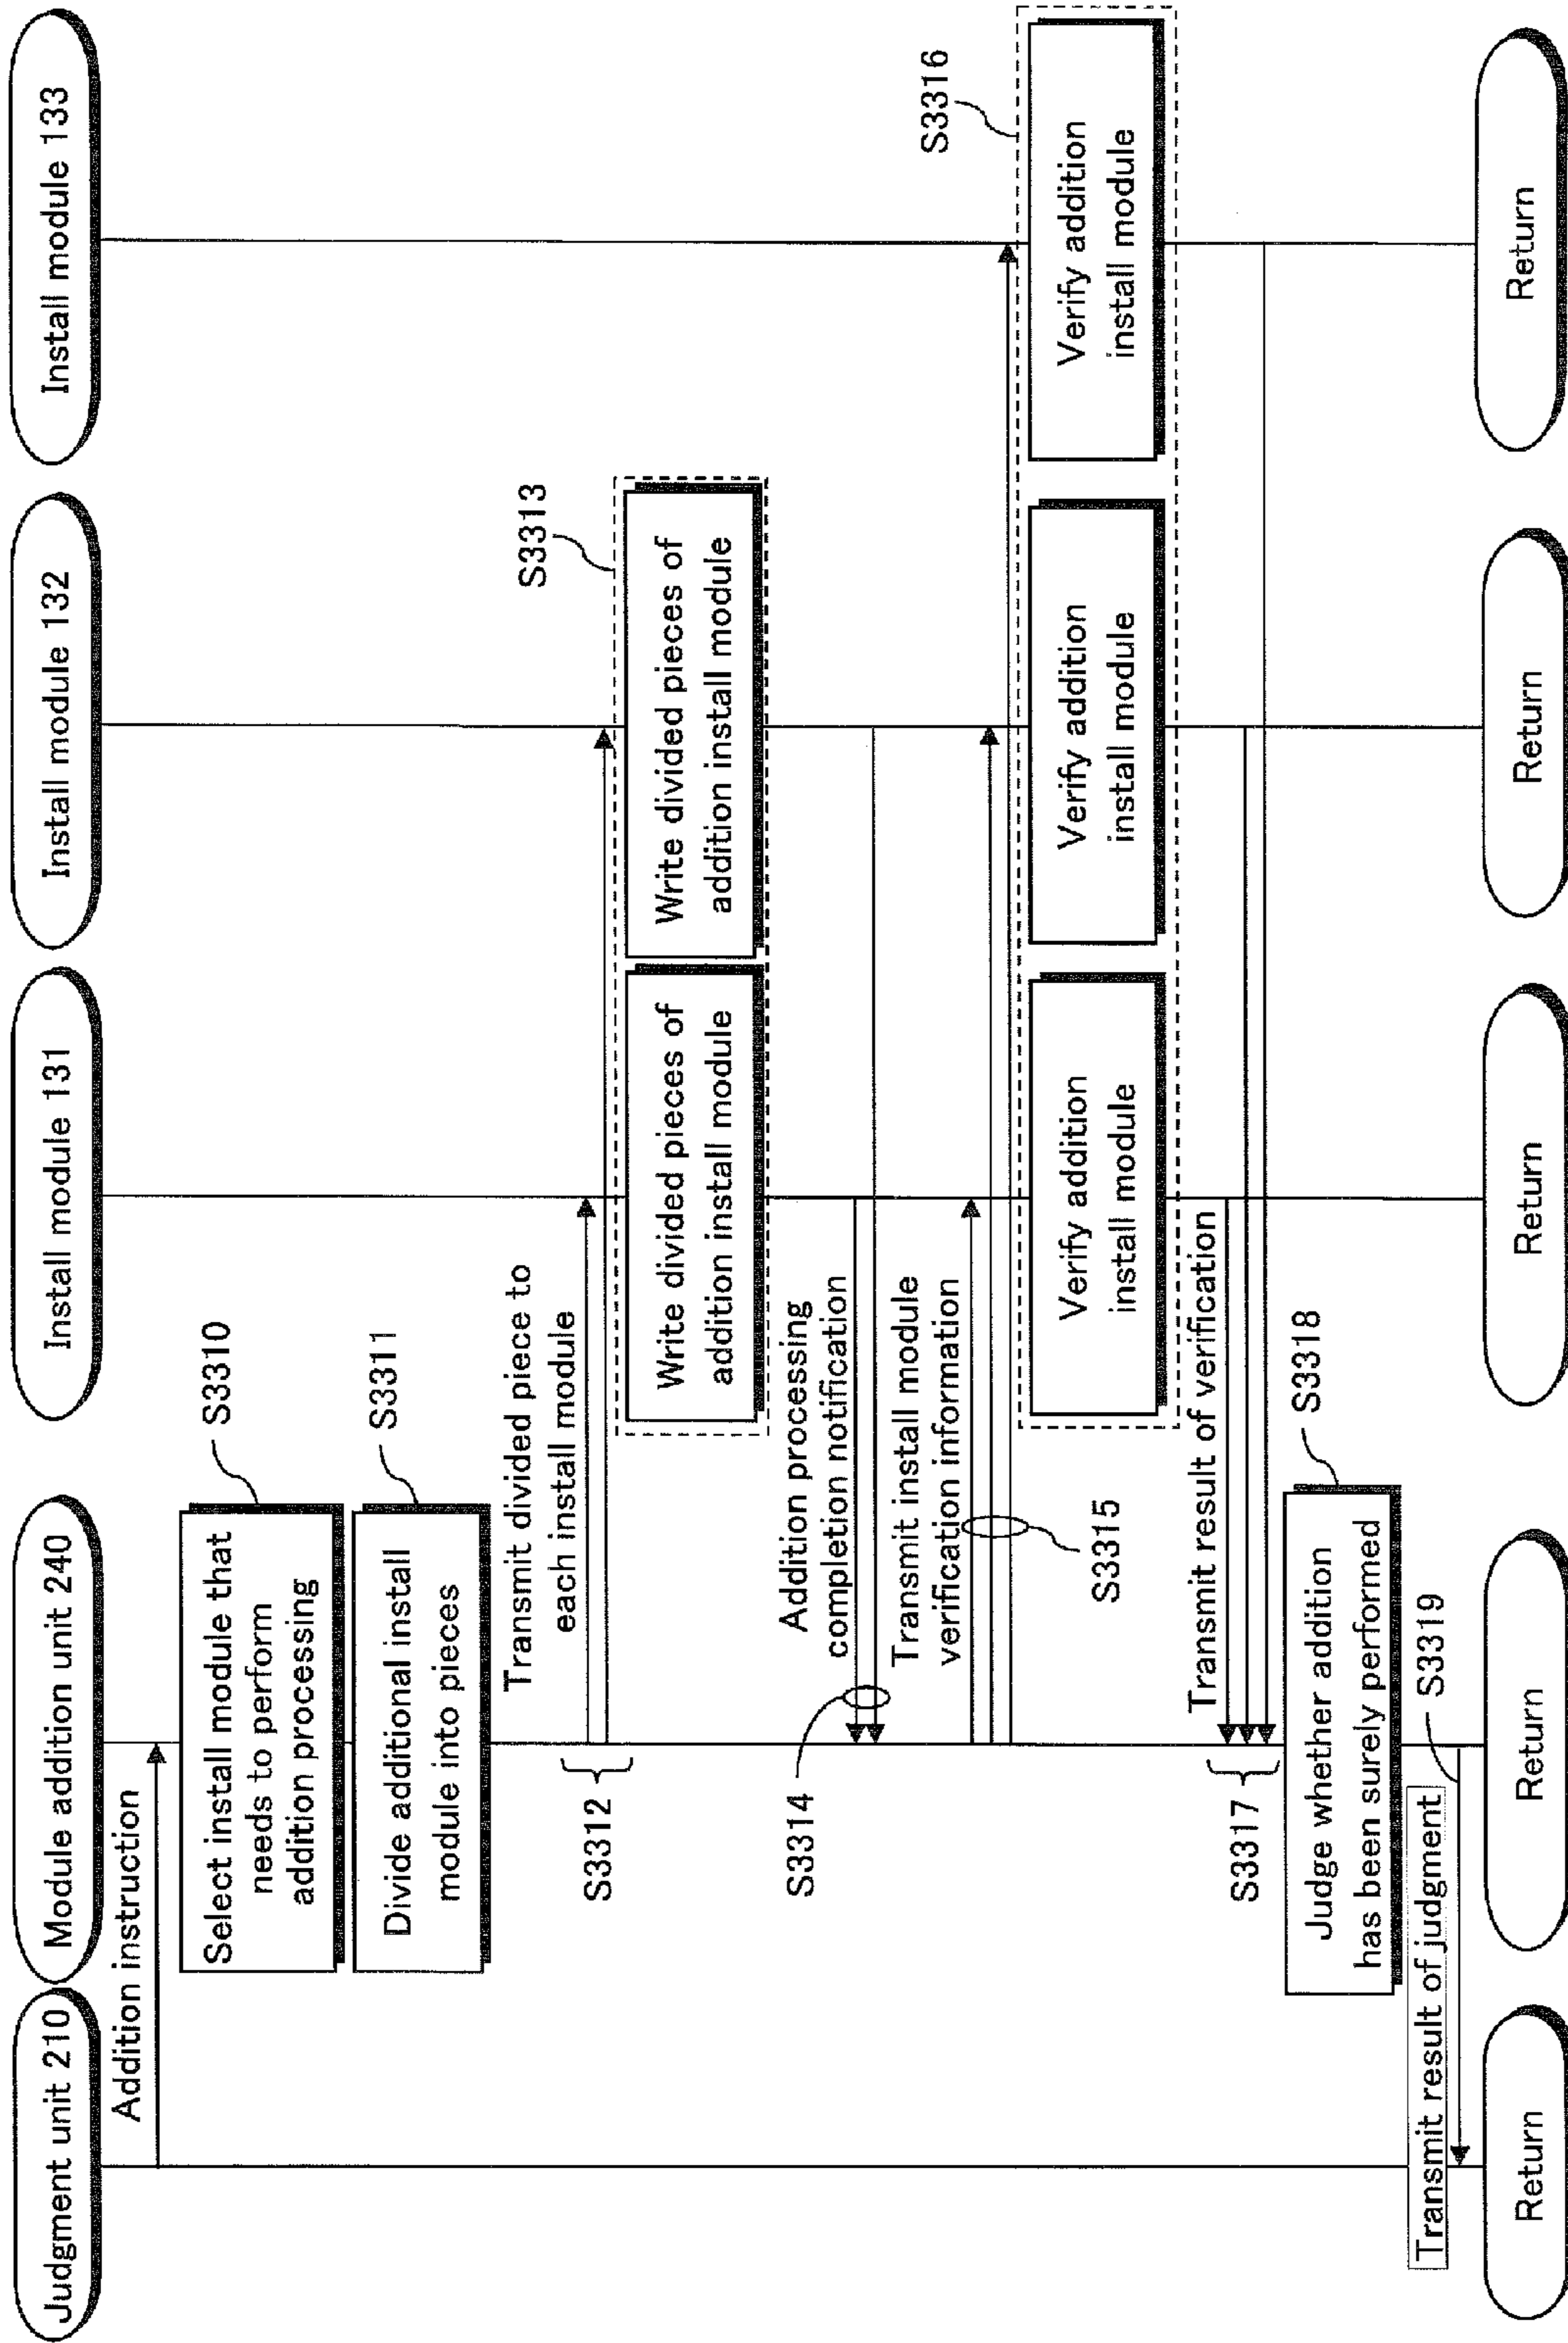 Judgment unit 210
Module addition unit 240
Install module 131
Install module 132
Install module 133
Addition instruction
Select install module that
needs to perform
addition processing
S3310
Divide additional install
module into pieces
S3311
Transmit divided piece to
each install module
S3312
Write divided pieces of
addition install module
Write divided pieces of
addition install module
S3313
Addition processing
completion notification
S3314
Transmit install module
verification information
S3315
Verify addition
install module
Verify addition
install module
Verify addition
install module
S3316
Transmit result of verification
S3317
Judge whether addition
has been surely performed
S3318
Transmit result of judgment
S3319
Return
Return
Return
Return
Return